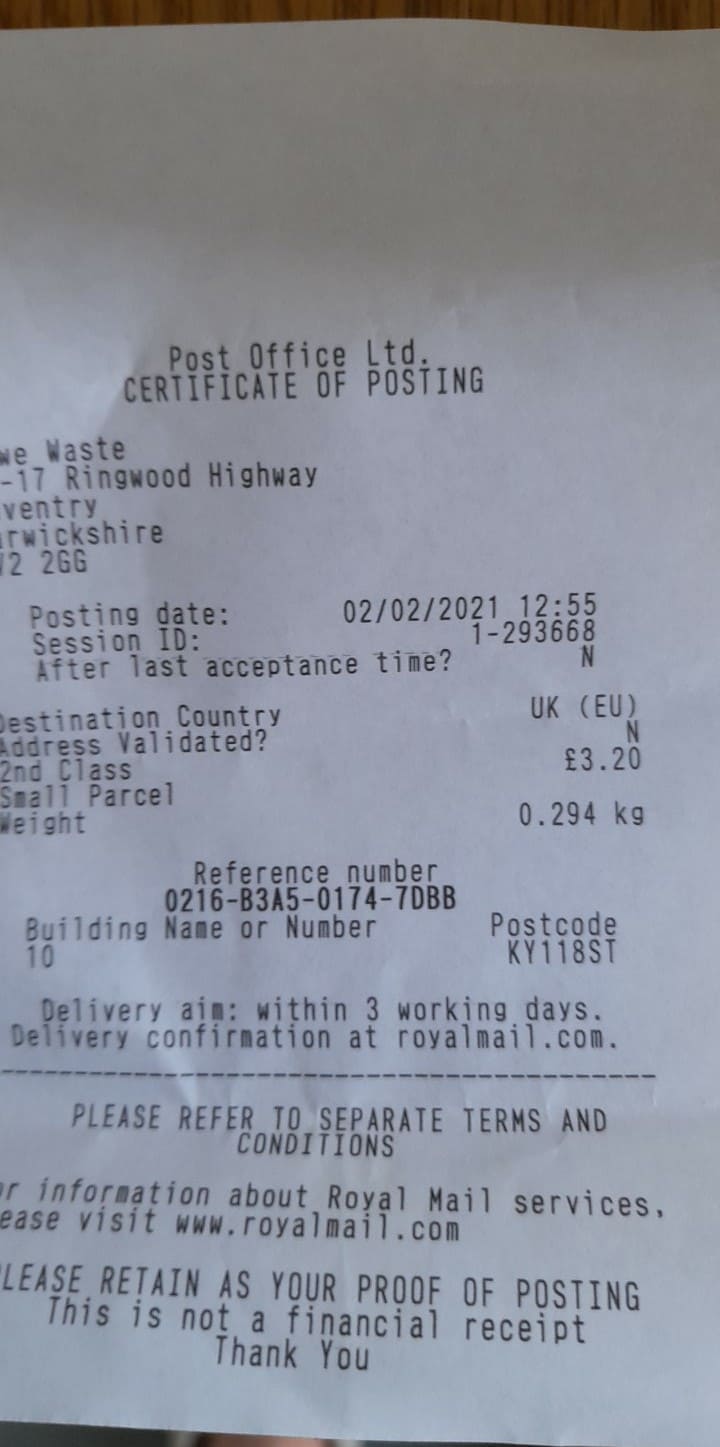 Post Office Ltd.
CERTIFICATE OF POSTING
we Waste
-17 Ringwood Highway
ventry
rwickshire
2 2GG
Posting date: 02/02/2021 12:55
Session ID: 1-293668
After last acceptance time? N
Destination Country UK (EU)
Address Validated? N
2nd Class £3.20
Small Parcel
Weight 0.294 kg
Reference number
0216-B3A5-0174-7DBB
Building Name or Number Postcode
10 KY118ST
Delivery aim: within 3 working days.
Delivery confirmation at royalmail.com.
PLEASE REFER TO SEPARATE TERMS AND
CONDITIONS
or information about Royal Mail services,
ease visit www.royalmail.com
LEASE RETAIN AS YOUR PROOF OF POSTING
This is not a financial receipt
Thank You